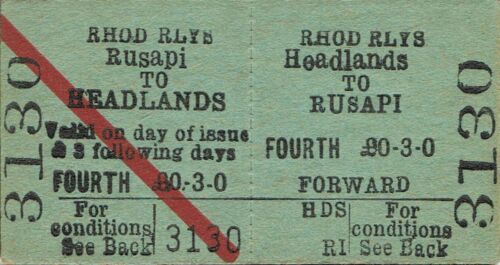 3130
RHOD RLYS
Rusapi
TO
HEADLANDS
Valid on day of issue
& 3 following days
FOURTH £0-3-0
For
conditions
See Back
3130
RHOD RLYS
Headlands
TO
RUSAPI
FOURTH £0-3-0
FORWARD
HDS
RI
For
conditions
See Back
3130